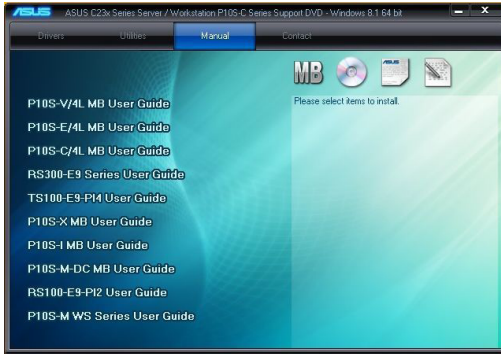 ASUS ASUS C23x Series Server / Workstation P10S-C Series Support DVD - Windows 8.1 64 bit
Drivers Utilities Manual Contact
MB
Please select items to install.
P10S-V/4L MB User Guide
P10S-E/4L MB User Guide
P10S-C/4L MB User Guide
RS300-E9 Series User Guide
TS100-E9-PI4 User Guide
P10S-X MB User Guide
P10S-I MB User Guide
P10S-M-DC MB User Guide
RS100-E9-PI2 User Guide
P10S-M WS Series User Guide